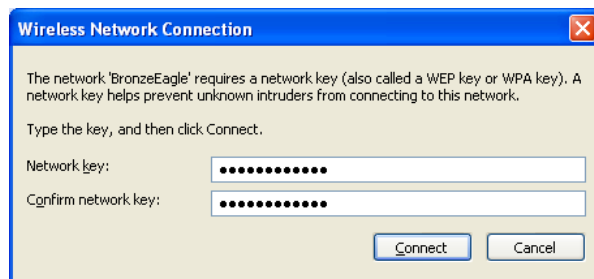 Wireless Network Connection
The network 'BronzeEagle' requires a network key (also called a WEP key or WPA key). A
network key helps prevent unknown intruders from connecting to this network.
Type the key, and then click Connect.
Network key: ●●●●●●●●●●●●
Confirm network key: ●●●●●●●●●●●●
Connect Cancel